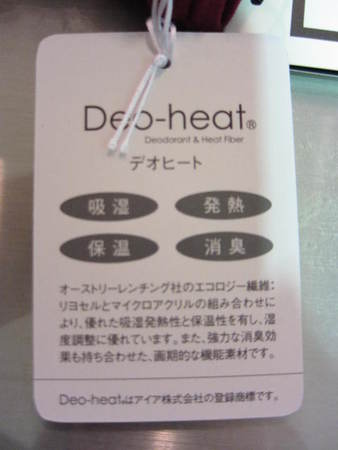 Deo-heat®
Deodorant & Heat Fiber
デオヒート
吸湿 発熱
保温 消臭
オーストリーレンチング社のエコロジー繊維:
リヨセルとマイクロアクリルの組み合わせに
より、優れた吸湿発熱性と保温性を有し、湿
度調整に優れています。また、強力な消臭効
果も持ち合わせた、画期的な機能素材です。
Deo-heat®はアイア株式会社の登録商標です。